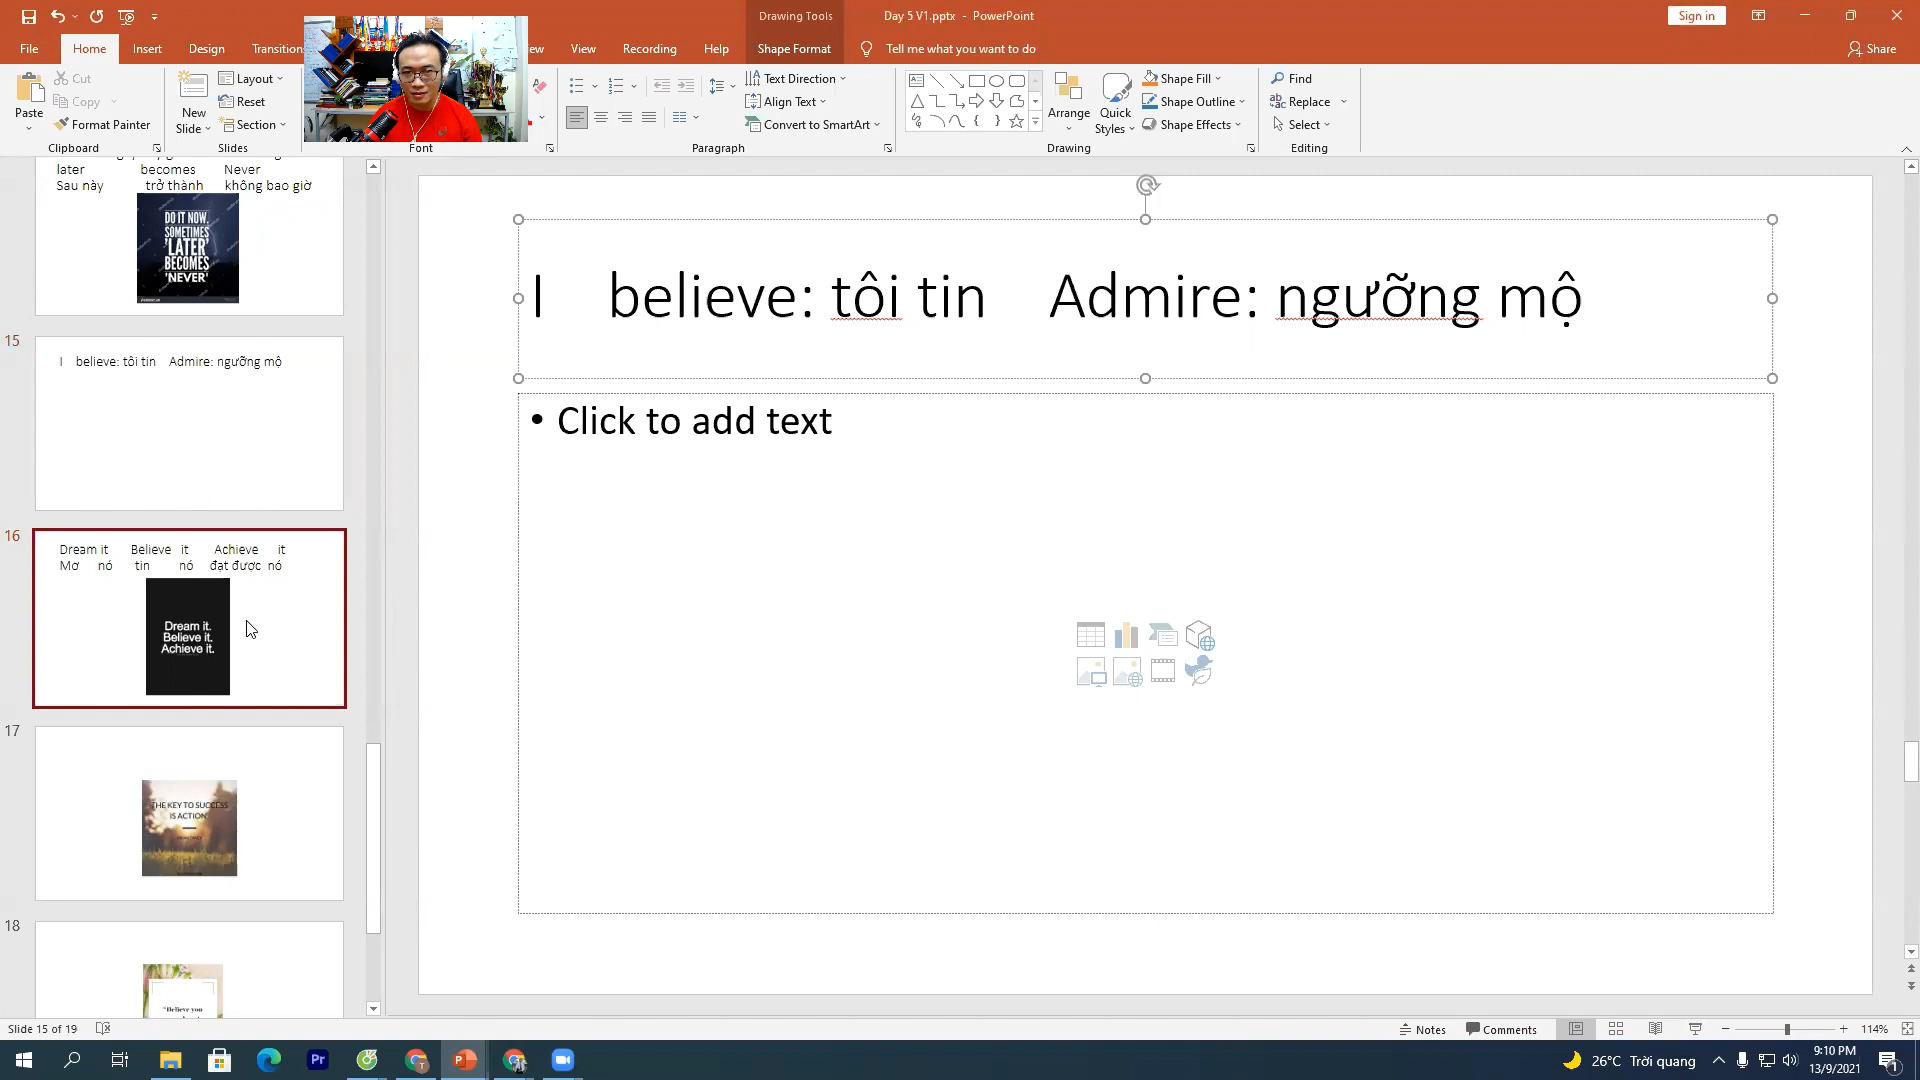 Drawing Tools
Day 5 V1.pptx - PowerPoint
Sign in
File
Home
Insert
Design
Transition
View
Recording
Help
Shape Format
Tell me what you want to do
Share
Paste
Cut
Copy
Format Painter
Clipboard
New Slide
Layout
Reset
Section
Slides
Font
Text Direction
Align Text
Convert to SmartArt
Paragraph
Arrange
Quick Styles
Shape Fill
Shape Outline
Shape Effects
Drawing
Find
Replace
Select
Editing
later becomes Never
Sau này trở thành không bao giờ
DO IT NOW.
SOMETIMES
'LATER'
BECOMES
'NEVER'
15
I believe: tôi tin Admire: ngưỡng mộ
16
Dream it Believe it Achieve it
Mơ nó tin nó đạt được nó
Dream it.
Believe it.
Achieve it.
17
THE KEY TO SUCCESS
IS ACTION
18
"Believe you
I believe: tôi tin Admire: ngưỡng mộ
• Click to add text
Slide 15 of 19
Notes
Comments
114%
Pr
26°C Trời quang
9:10 PM
13/9/2021
1